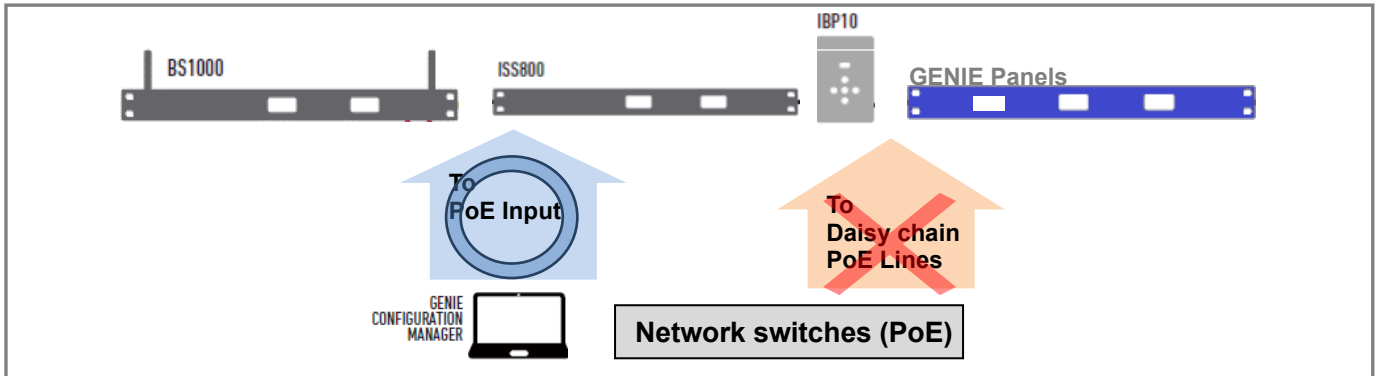 IBP10
BS1000
ISS800
GENIE Panels
To
PoE Input
To
Daisy chain
PoE Lines
GENIE
CONFIGURATION
MANAGER
Network switches (PoE)